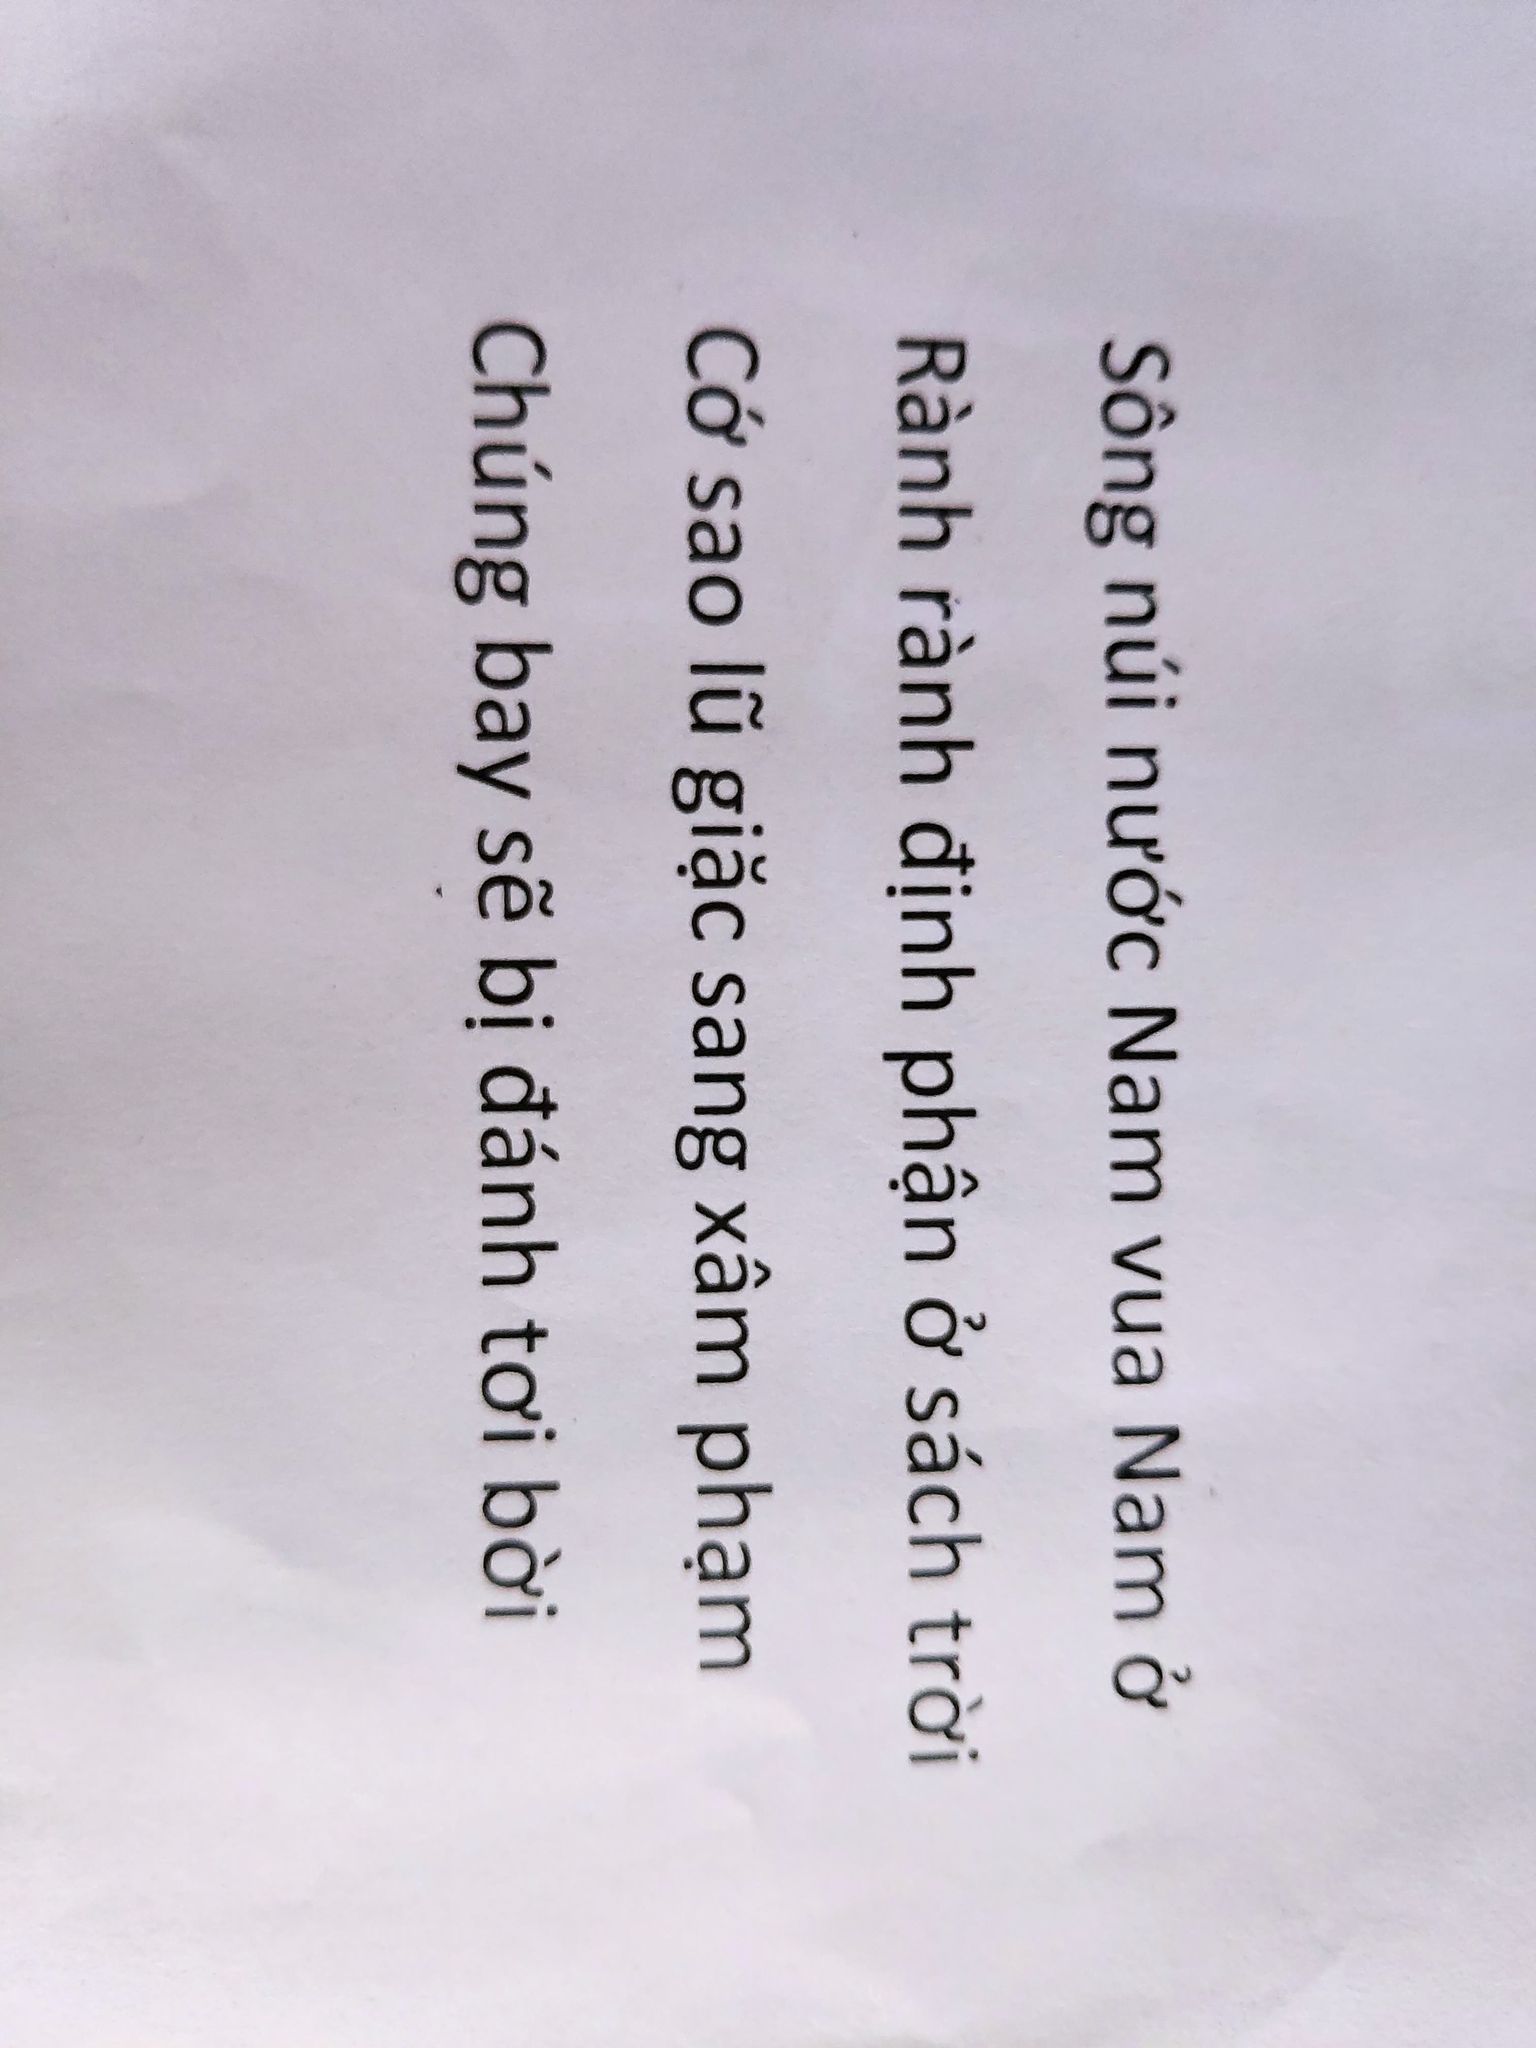 Sông núi nước Nam vua Nam ở
Rành rành định phận ở sách trời
Cớ sao lũ giặc sang xâm phạm
Chúng bay sẽ bị đánh tơi bời